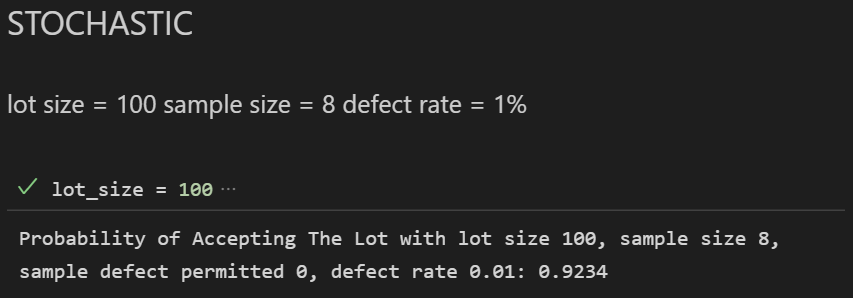 STOCHASTIC
lot size = 100 sample size = 8 defect rate = 1%
lot_size = 100 ···
Probability of Accepting The Lot with lot size 100, sample size 8,
sample defect permitted 0, defect rate 0.01: 0.9234